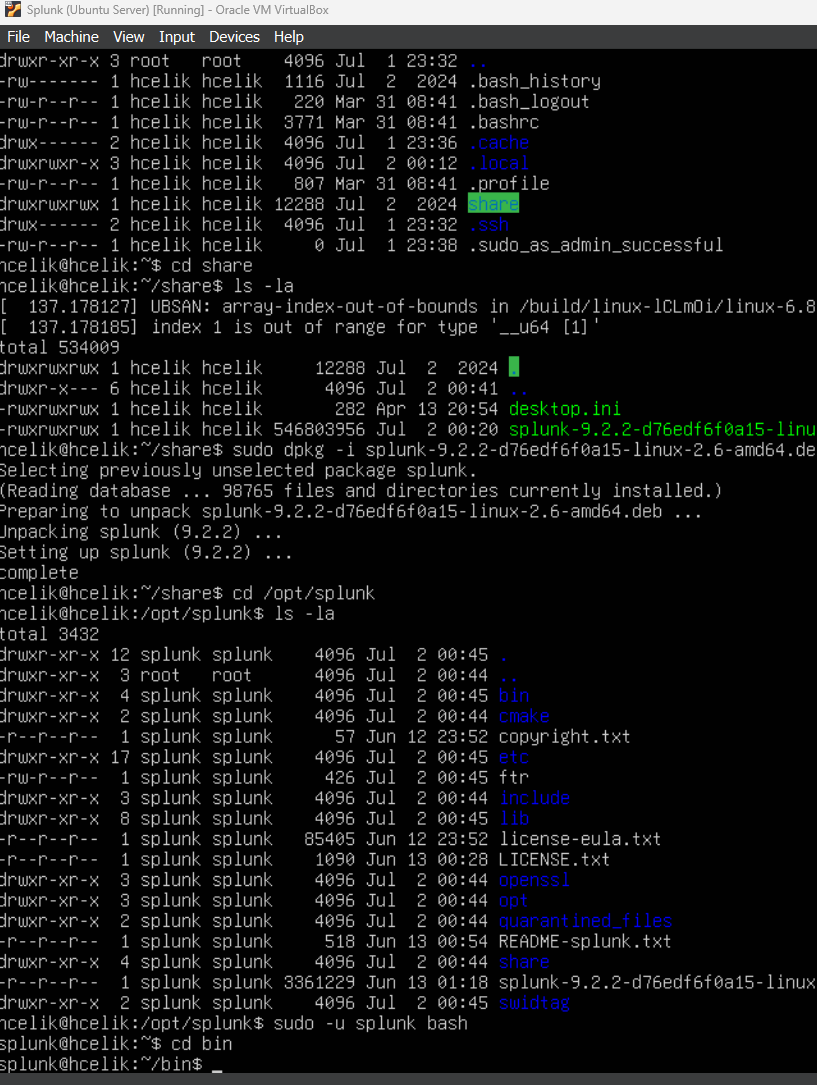 Splunk (Ubuntu Server) [Running] - Oracle VM VirtualBox
File Machine View Input Devices Help
drwxr-xr-x 3 root root 4096 Jul 1 23:32 ..
-rw------- 1 hcelik hcelik 1116 Jul 2 2024 .bash_history
-rw-r--r-- 1 hcelik hcelik 220 Mar 31 08:41 .bash_logout
-rw-r--r-- 1 hcelik hcelik 3771 Mar 31 08:41 .bashrc
drwx------ 2 hcelik hcelik 4096 Jul 1 23:36 .cache
drwxrwxr-x 3 hcelik hcelik 4096 Jul 2 00:12 .local
-rw-r--r-- 1 hcelik hcelik 807 Mar 31 08:41 .profile
drwxrwxrwx 1 hcelik hcelik 12288 Jul 2 2024 share
drwx------ 2 hcelik hcelik 4096 Jul 1 23:32 .ssh
-rw-r--r-- 1 hcelik hcelik 0 Jul 1 23:38 .sudo_as_admin_successful
hcelik@hcelik:~$ cd share
hcelik@hcelik:~/share$ ls -la
[ 137.178127] UBSAN: array-index-out-of-bounds in /build/linux-lCLmOi/linux-6.8
[ 137.178185] index 1 is out of range for type '__u64 [1]'
total 534009
drwxrwxrwx 1 hcelik hcelik 12288 Jul 2 2024 .
drwxr-x--- 6 hcelik hcelik 4096 Jul 2 00:41 ..
-rwxrwxrwx 1 hcelik hcelik 282 Apr 13 20:54 desktop.ini
-rwxrwxrwx 1 hcelik hcelik 546803956 Jul 2 00:20 splunk-9.2.2-d76edf6f0a15-linu
hcelik@hcelik:~/share$ sudo dpkg -i splunk-9.2.2-d76edf6f0a15-linux-2.6-amd64.de
Selecting previously unselected package splunk.
(Reading database ... 98765 files and directories currently installed.)
Preparing to unpack splunk-9.2.2-d76edf6f0a15-linux-2.6-amd64.deb ...
Unpacking splunk (9.2.2) ...
Setting up splunk (9.2.2) ...
complete
hcelik@hcelik:~/share$ cd /opt/splunk
hcelik@hcelik:/opt/splunk$ ls -la
total 3432
drwxr-xr-x 12 splunk splunk 4096 Jul 2 00:45 .
drwxr-xr-x 3 root root 4096 Jul 2 00:44 ..
drwxr-xr-x 4 splunk splunk 4096 Jul 2 00:45 bin
drwxr-xr-x 2 splunk splunk 4096 Jul 2 00:44 cmake
-r--r--r-- 1 splunk splunk 57 Jun 12 23:52 copyright.txt
drwxr-xr-x 17 splunk splunk 4096 Jul 2 00:45 etc
-rw-r--r-- 1 splunk splunk 426 Jul 2 00:45 ftr
drwxr-xr-x 3 splunk splunk 4096 Jul 2 00:44 include
drwxr-xr-x 8 splunk splunk 4096 Jul 2 00:45 lib
-r--r--r-- 1 splunk splunk 85405 Jun 12 23:52 license-eula.txt
-r--r--r-- 1 splunk splunk 1090 Jun 13 00:28 LICENSE.txt
drwxr-xr-x 3 splunk splunk 4096 Jul 2 00:44 openssl
drwxr-xr-x 3 splunk splunk 4096 Jul 2 00:44 opt
drwxr-xr-x 2 splunk splunk 4096 Jul 2 00:44 quarantined_files
-r--r--r-- 1 splunk splunk 518 Jun 13 00:54 README-splunk.txt
drwxr-xr-x 4 splunk splunk 4096 Jul 2 00:44 share
-r--r--r-- 1 splunk splunk 3361229 Jun 13 01:18 splunk-9.2.2-d76edf6f0a15-linux
drwxr-xr-x 2 splunk splunk 4096 Jul 2 00:45 swidtag
hcelik@hcelik:/opt/splunk$ sudo -u splunk bash
splunk@hcelik:~$ cd bin
splunk@hcelik:~/bin$ _